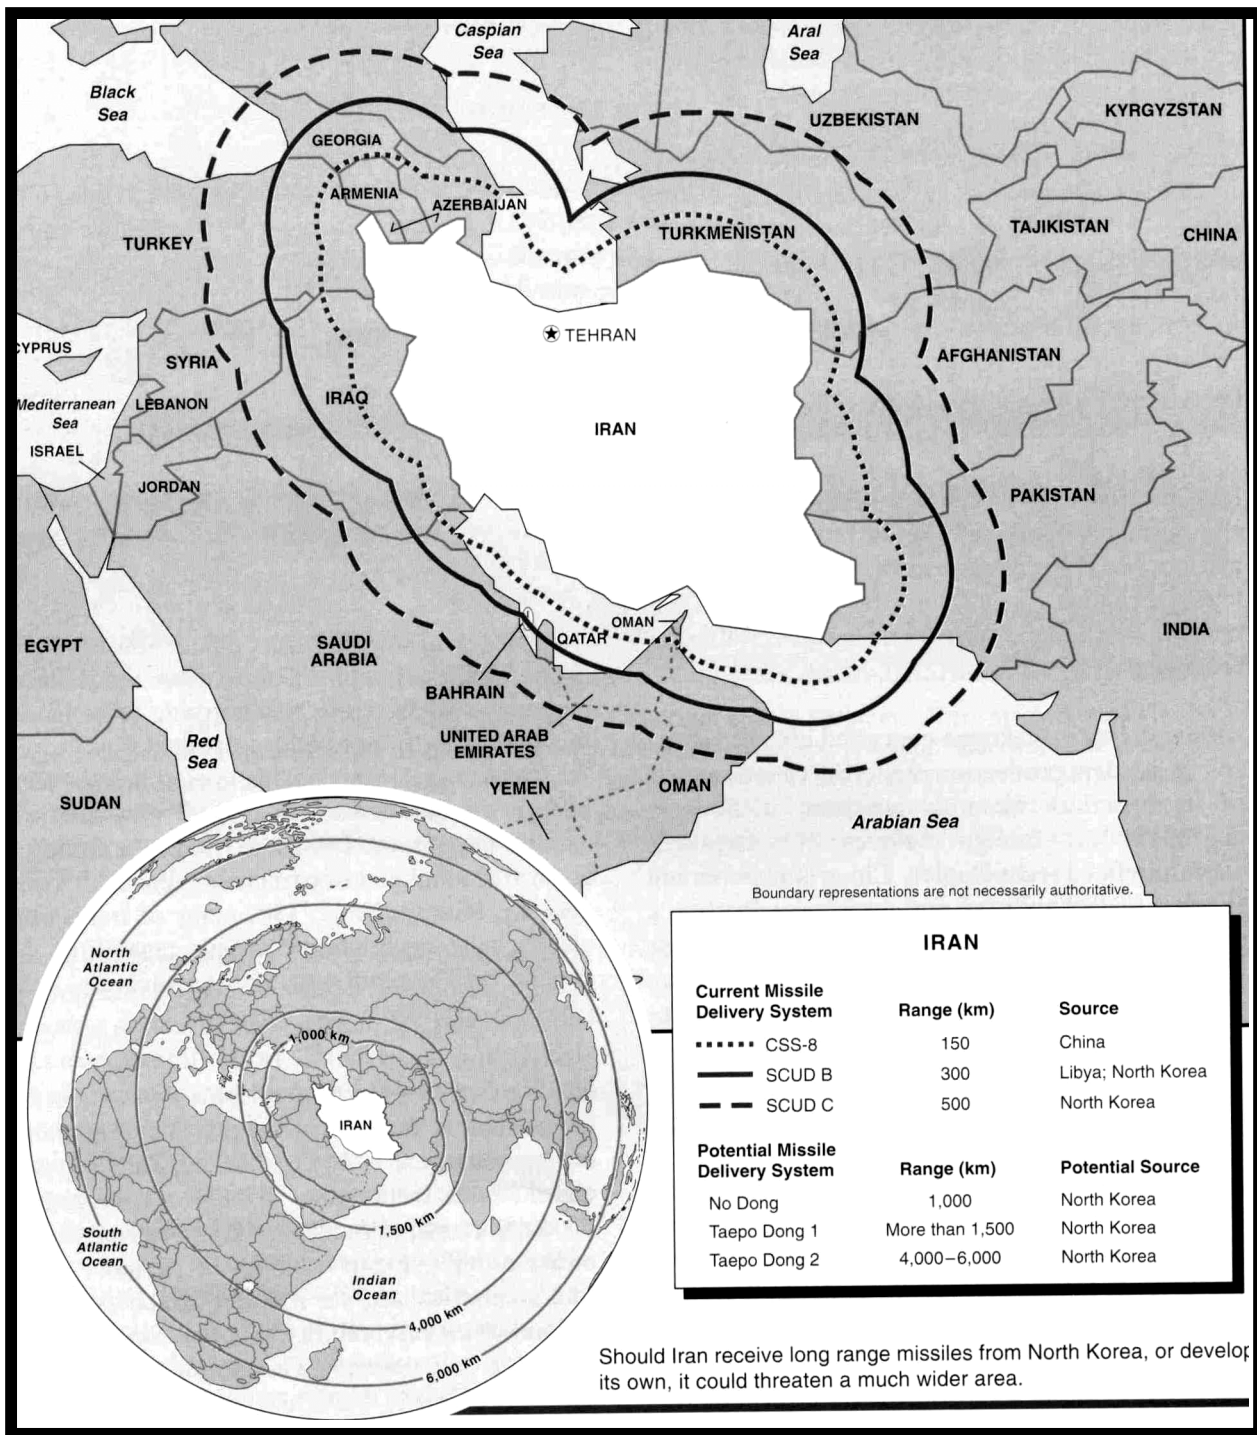 Caspian
Sea
Aral
Sea
Black
Sea
KYRGYZSTAN
UZBEKISTAN
GEORGIA
ARMENIA
AZERBAIJAN
TURKMENISTAN
TAJIKISTAN
CHINA
TURKEY
TEHRAN
CYPRUS
SYRIA
AFGHANISTAN
Mediterranean
Sea
LEBANON
IRAQ
IRAN
ISRAEL
JORDAN
PAKISTAN
EGYPT
SAUDI
ARABIA
OMAN
QATAR
INDIA
BAHRAIN
UNITED ARAB
EMIRATES
Red
Sea
YEMEN
OMAN
SUDAN
Arabian Sea
Boundary representations are not necessarily authoritative.
North
Atlantic
Ocean
1,000 km
IRAN
1,500 km
South
Atlantic
Ocean
Indian
Ocean
4,000 km
6,000 km
IRAN
Current Missile
Delivery System Range (km) Source
CSS-8 150 China
SCUD B 300 Libya; North Korea
SCUD C 500 North Korea
Potential Missile
Delivery System Range (km) Potential Source
No Dong 1,000 North Korea
Taepo Dong 1 More than 1,500 North Korea
Taepo Dong 2 4,000–6,000 North Korea
Should Iran receive long range missiles from North Korea, or develop
its own, it could threaten a much wider area.